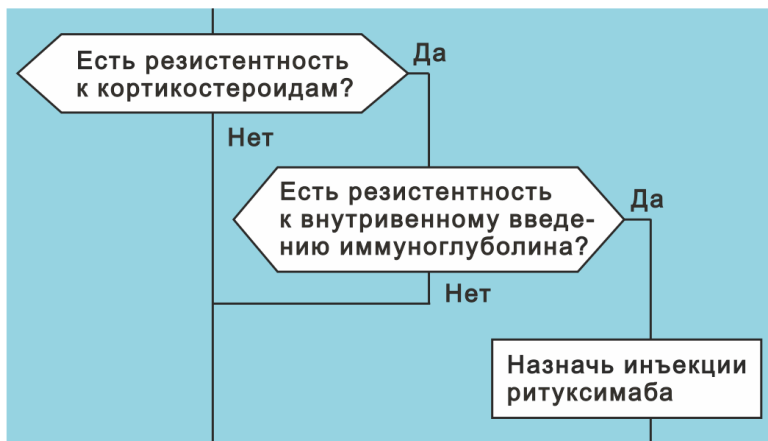 Есть резистентность
к кортикостероидам?
Да
Нет
Есть резистентность
к внутривенному введе-
нию иммуноглуболина?
Да
Нет
Назначь инъекции
ритуксимаба